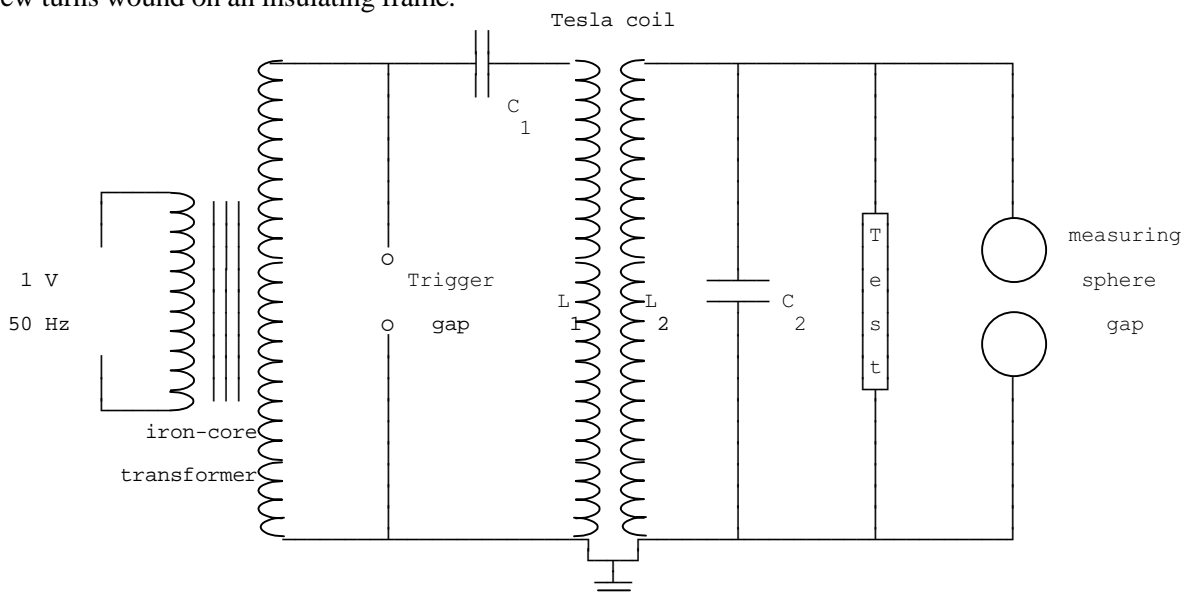 ew turns wound on an insulating frame.
Tesla coil
C
1
T
e
s
t
measuring
sphere
gap
1 V
50 Hz
Trigger
gap
L
1
L
2
C
2
iron-core
transformer